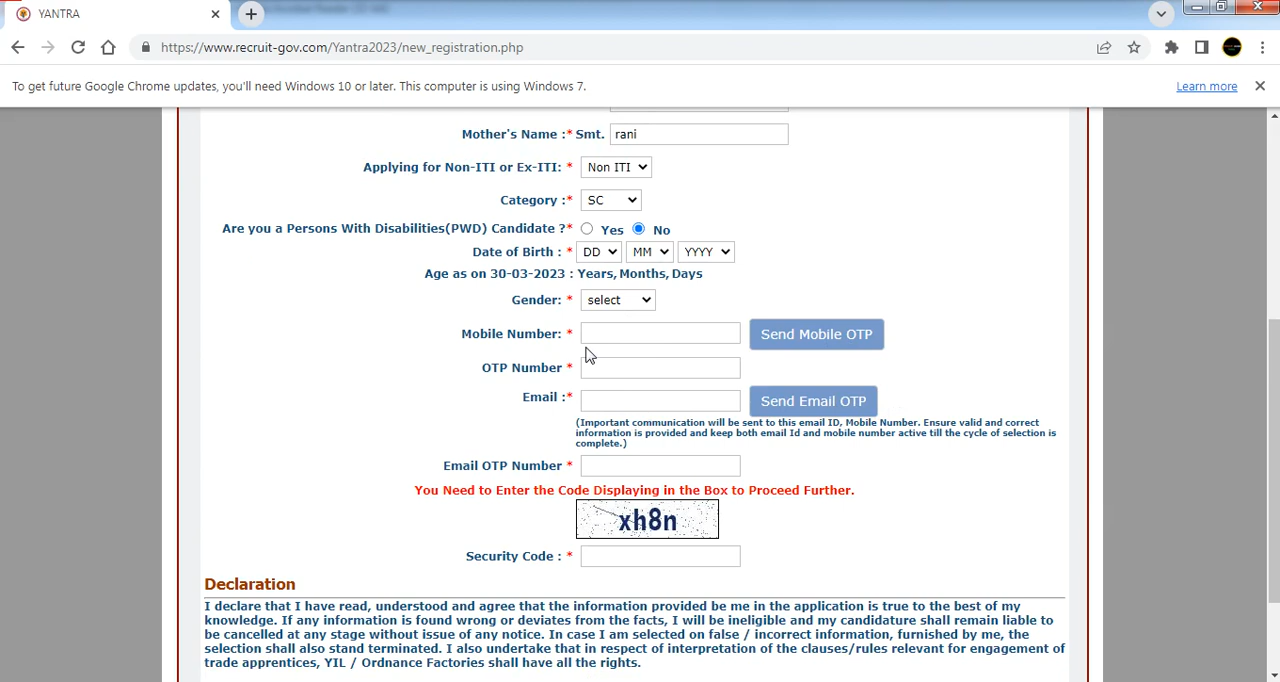 YANTRA
https://www.recruit-gov.com/Yantra2023/new_registration.php
To get future Google Chrome updates, you'll need Windows 10 or later. This computer is using Windows 7.
Learn more
Mother's Name :* Smt. rani
Applying for Non-ITI or Ex-ITI: * Non ITI
Category :* SC
Are you a Persons With Disabilities(PWD) Candidate ?* Yes No
Date of Birth : * DD MM YYYY
Age as on 30-03-2023 : Years, Months, Days
Gender: * select
Mobile Number: * Send Mobile OTP
OTP Number *
Email :* Send Email OTP
(Important communication will be sent to this email ID, Mobile Number. Ensure valid and correct
information is provided and keep both email Id and mobile number active till the cycle of selection is
complete.)
Email OTP Number *
You Need to Enter the Code Displaying in the Box to Proceed Further.
xh8n
Security Code : *
Declaration
I declare that I have read, understood and agree that the information provided be me in the application is true to the best of my
knowledge. If any information is found wrong or deviates from the facts, I will be ineligible and my candidature shall remain liable to
be cancelled at any stage without issue of any notice. In case I am selected on false / incorrect information, furnished by me, the
selection shall also stand terminated. I also undertake that in respect of interpretation of the clauses/rules relevant for engagement of
trade apprentices, YIL / Ordnance Factories shall have all the rights.